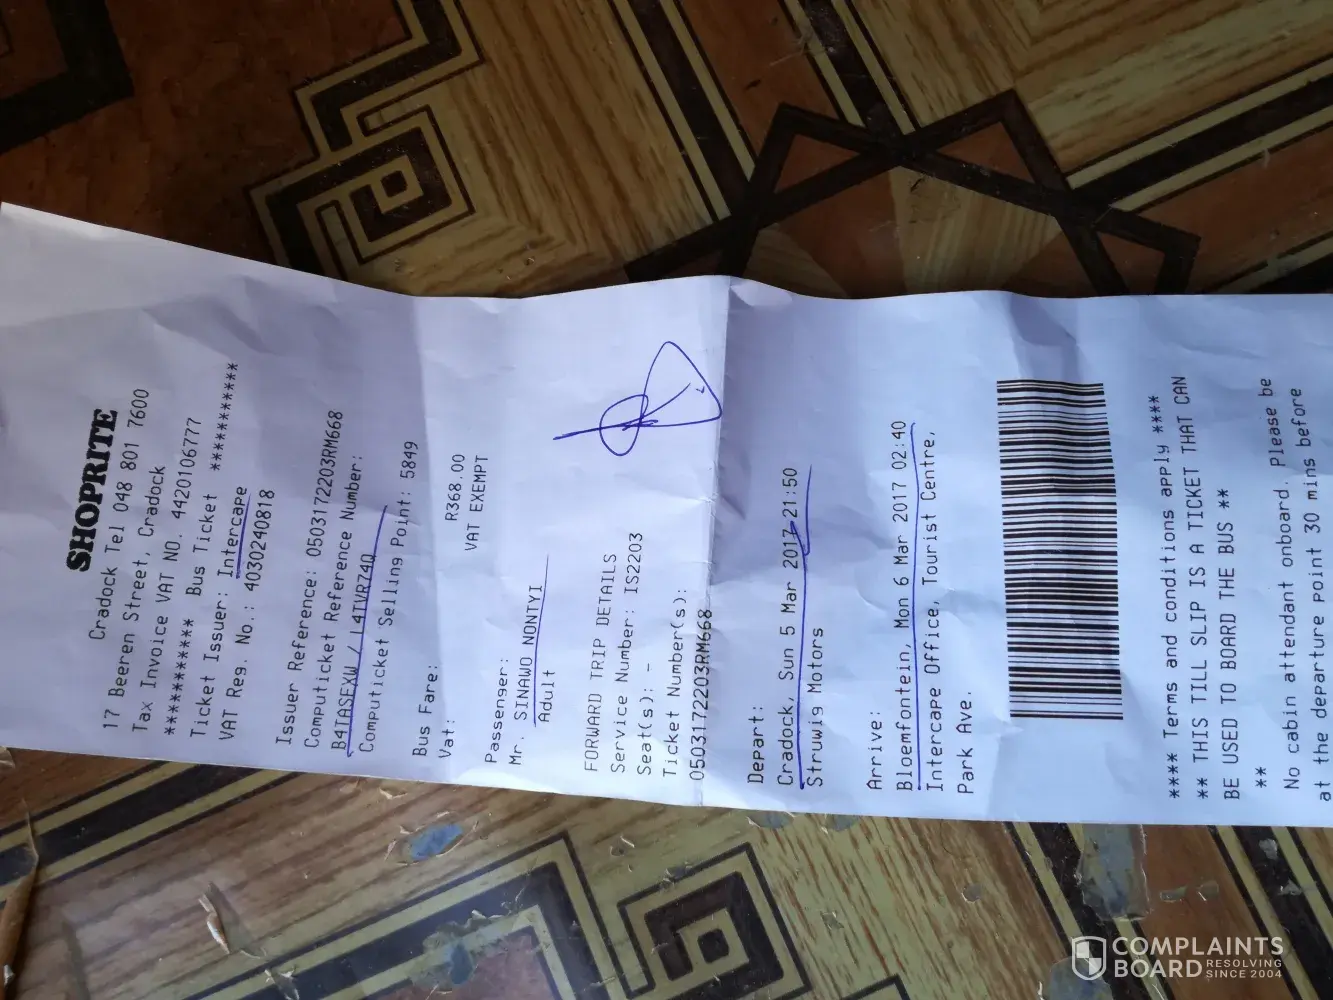 SHOPRITE
Cradock Tel 048 801 7600
17 Beeren Street, Cradock
Tax Invoice VAT NO. 4420106777
*********** Bus Ticket ***********
Ticket Issuer: Intercape
VAT Reg. No.: 4030240818
Issuer Reference: 0503172203RM668
Computicket Reference Number:
B4TASEXW / L4IVR74Q
Computicket Selling Point: 5849
Bus Fare: R368.00
Vat: VAT EXEMPT
Passenger:
Mr. SINAWO NONTYI
Adult
FORWARD TRIP DETAILS
Service Number: IS2203
Seat(s): -
Ticket Number(s):
0503172203RM668
Depart:
Cradock, Sun 5 Mar 2017 21:50
Struwig Motors
Arrive:
Bloemfontein, Mon 6 Mar 2017 02:40
Intercape Office, Tourist Centre,
Park Ave.
**** Terms and conditions apply ****
** THIS TILL SLIP IS A TICKET THAT CAN
BE USED TO BOARD THE BUS **
**
No cabin attendant onboard. Please be
at the departure point 30 mins before
COMPLAINTS
BOARD RESOLVING
SINCE 2004